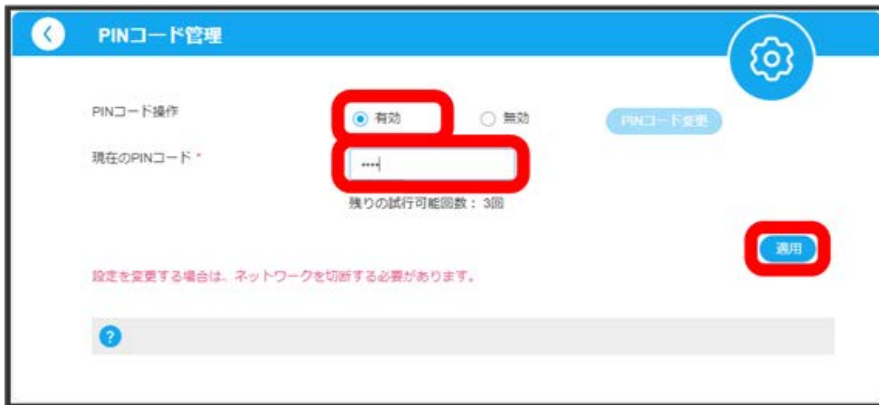 PINコード管理
PINコード操作
有効
無効
PINコード変更
現在のPINコード *
••••
残りの試行可能回数： 3回
適用
設定を変更する場合は、ネットワークを切断する必要があります。
?